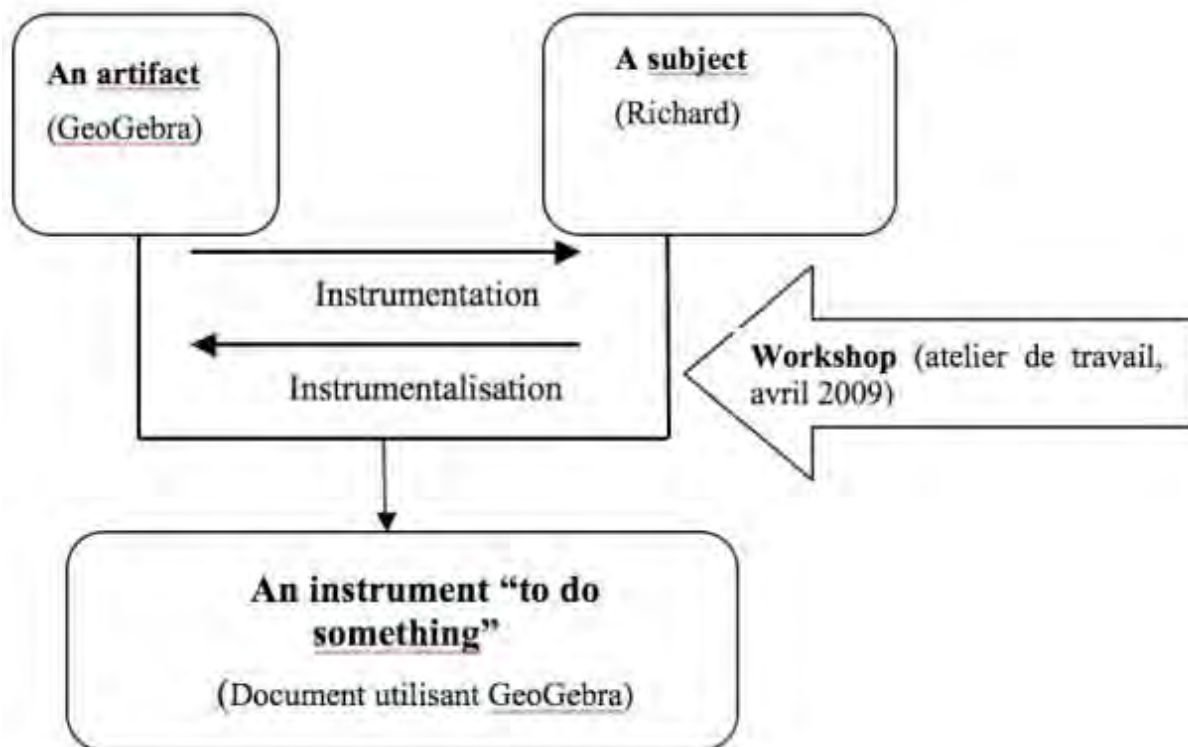 An artifact
(GeoGebra)
A subject
(Richard)
Instrumentation
Instrumentalisation
Workshop (atelier de travail,
avril 2009)
An instrument “to do
something”
(Document utilisant GeoGebra)